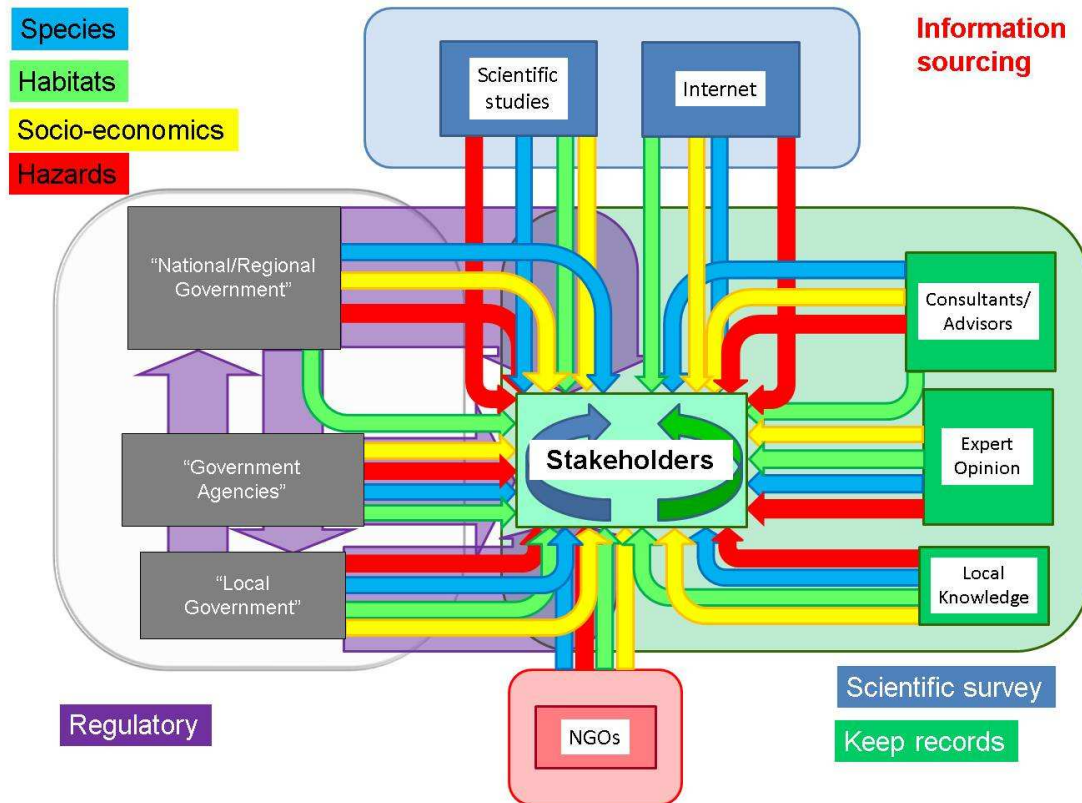 Species
Habitats
Socio-economics
Hazards
Information
sourcing
Scientific
studies
Internet
“National/Regional
Government”
Consultants/
Advisors
“Government
Agencies”
Stakeholders
Expert
Opinion
“Local
Government”
Local
Knowledge
Regulatory
NGOs
Scientific survey
Keep records